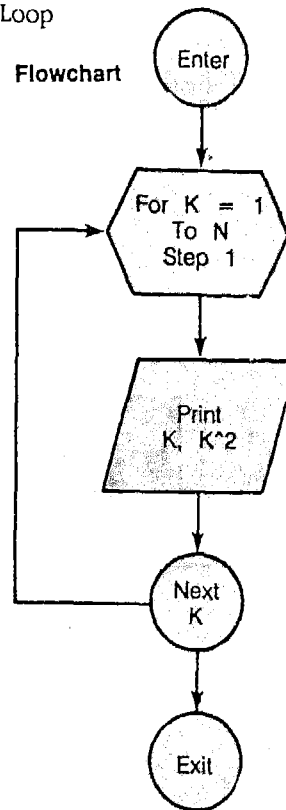 Loop
Flowchart
Enter
For K = 1
To N
Step 1
Print
K, K^2
Next
K
Exit